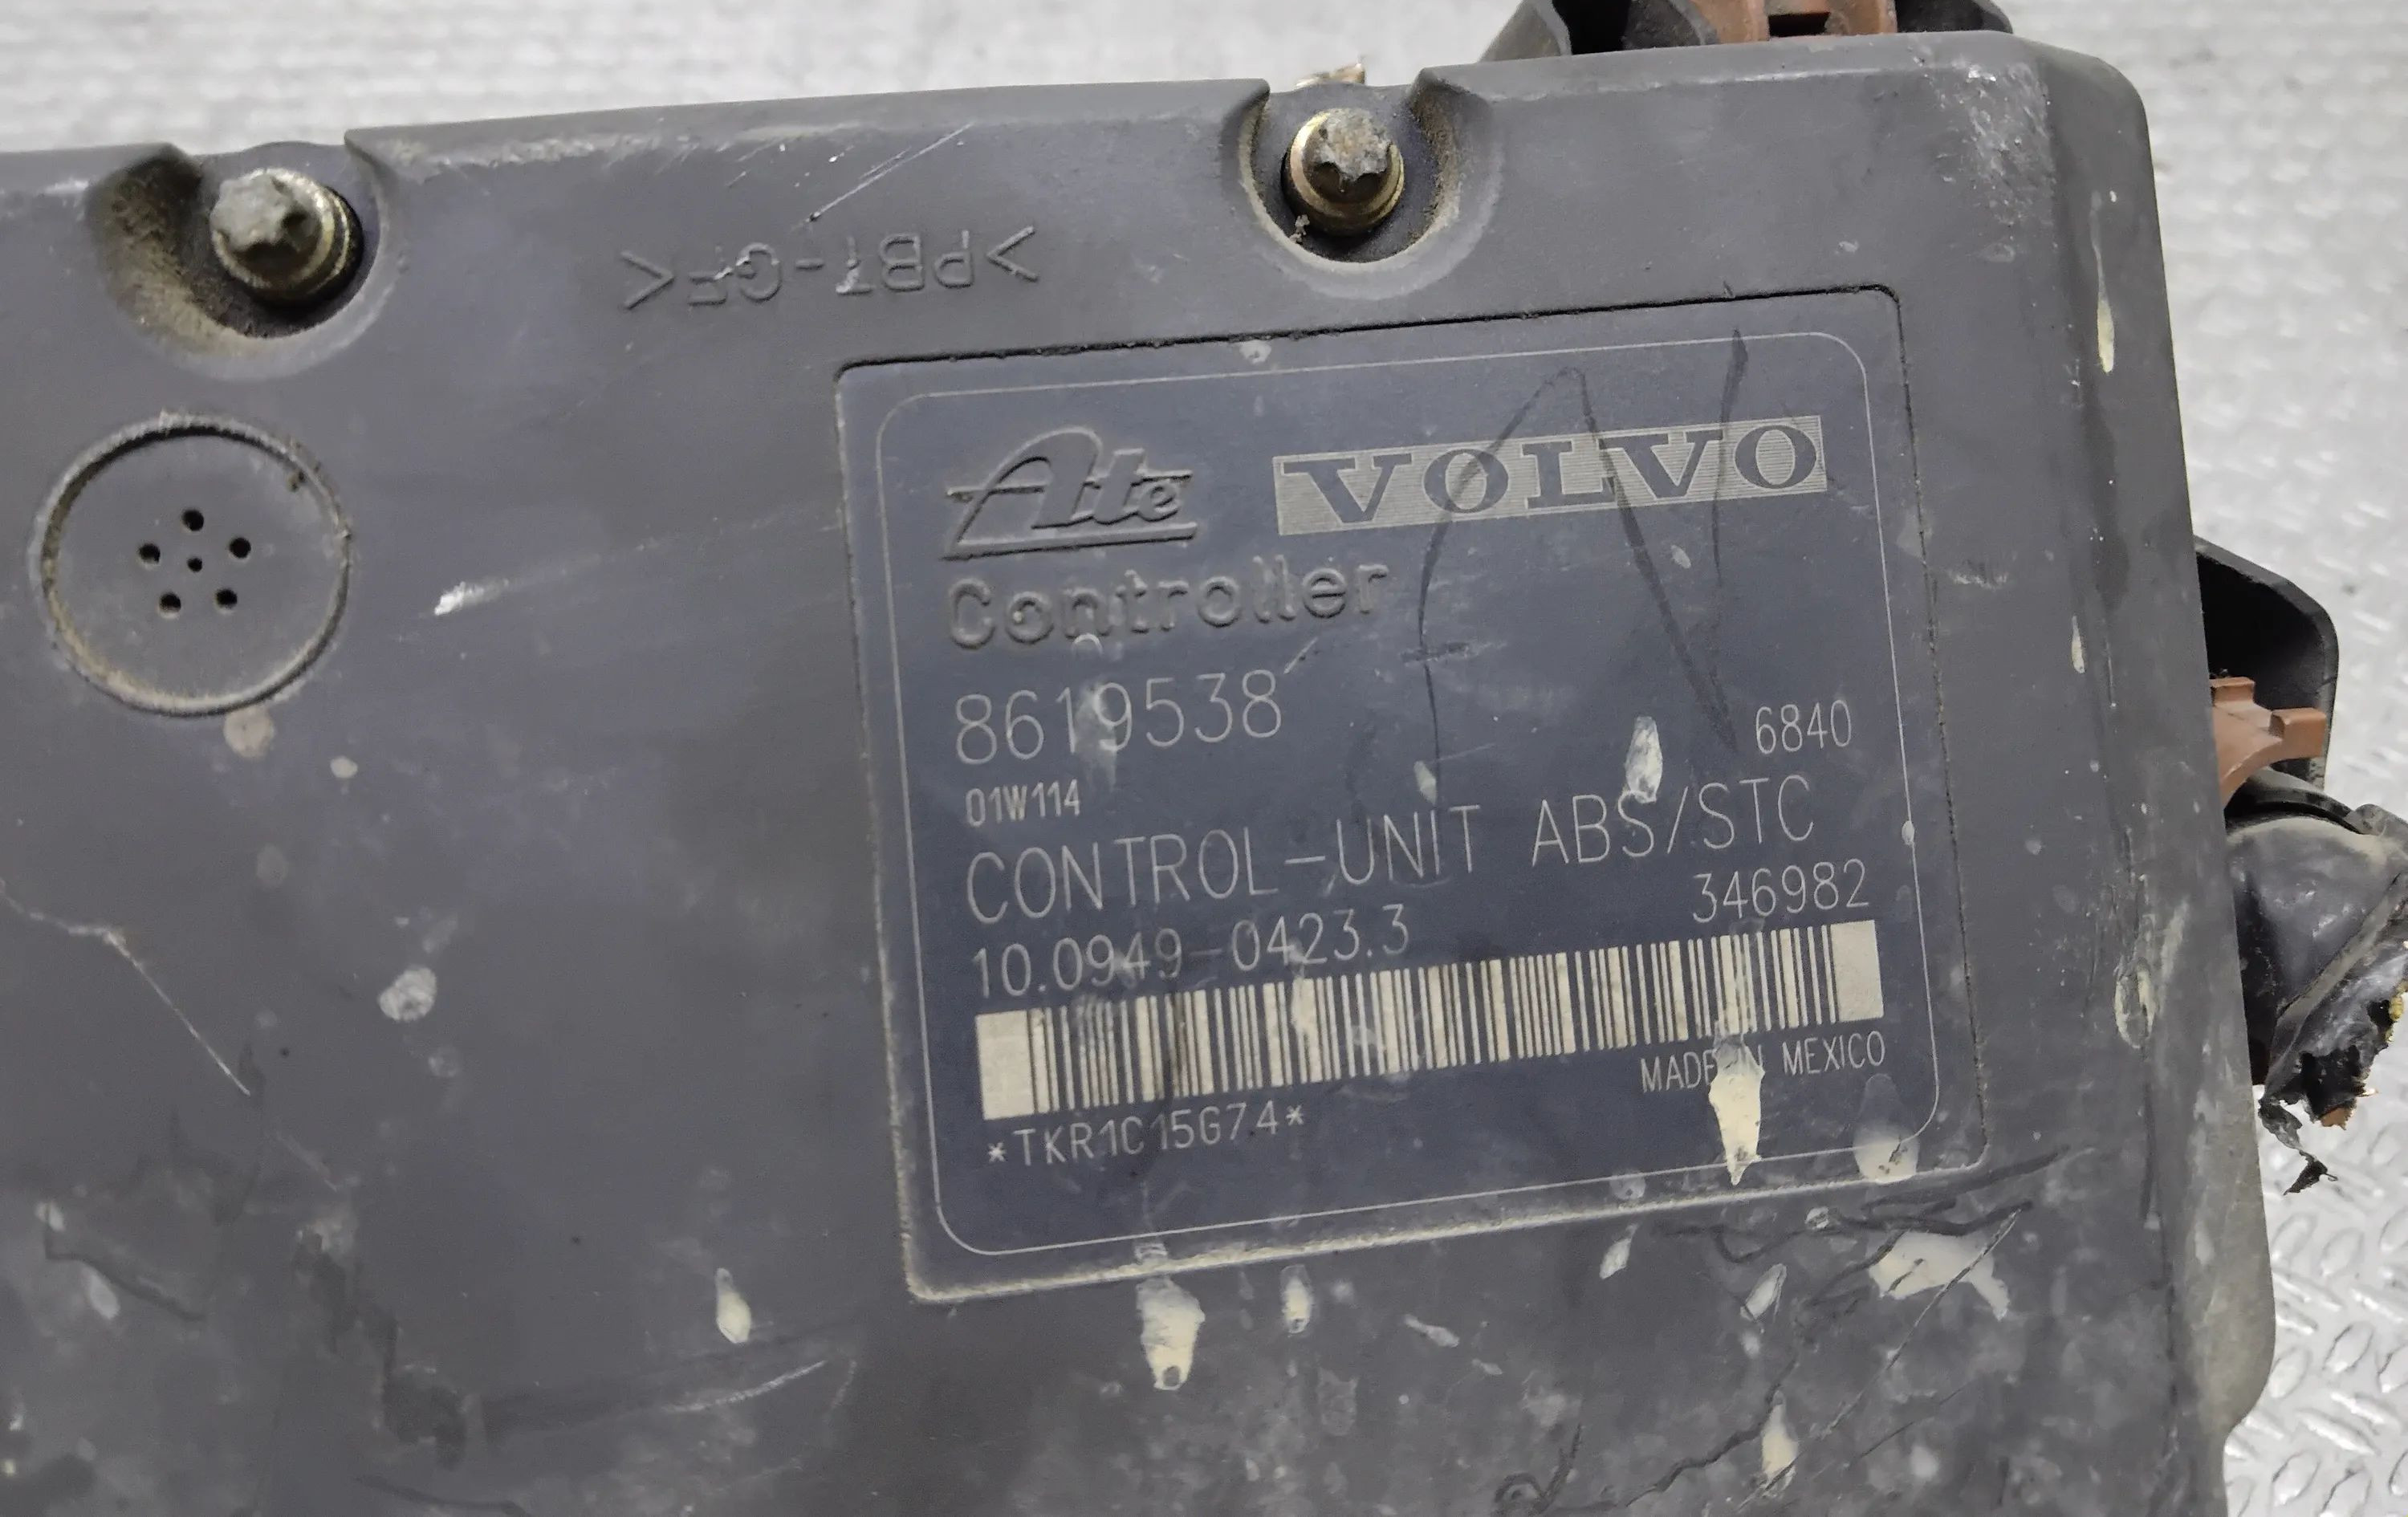 >PBT-GF<
Ate VOLVO
Controller
8619538
6840
01W114
CONTROL-UNIT ABS/STC
346982
10.0949-0423.3
MADE IN MEXICO
*TKR1C15G74*